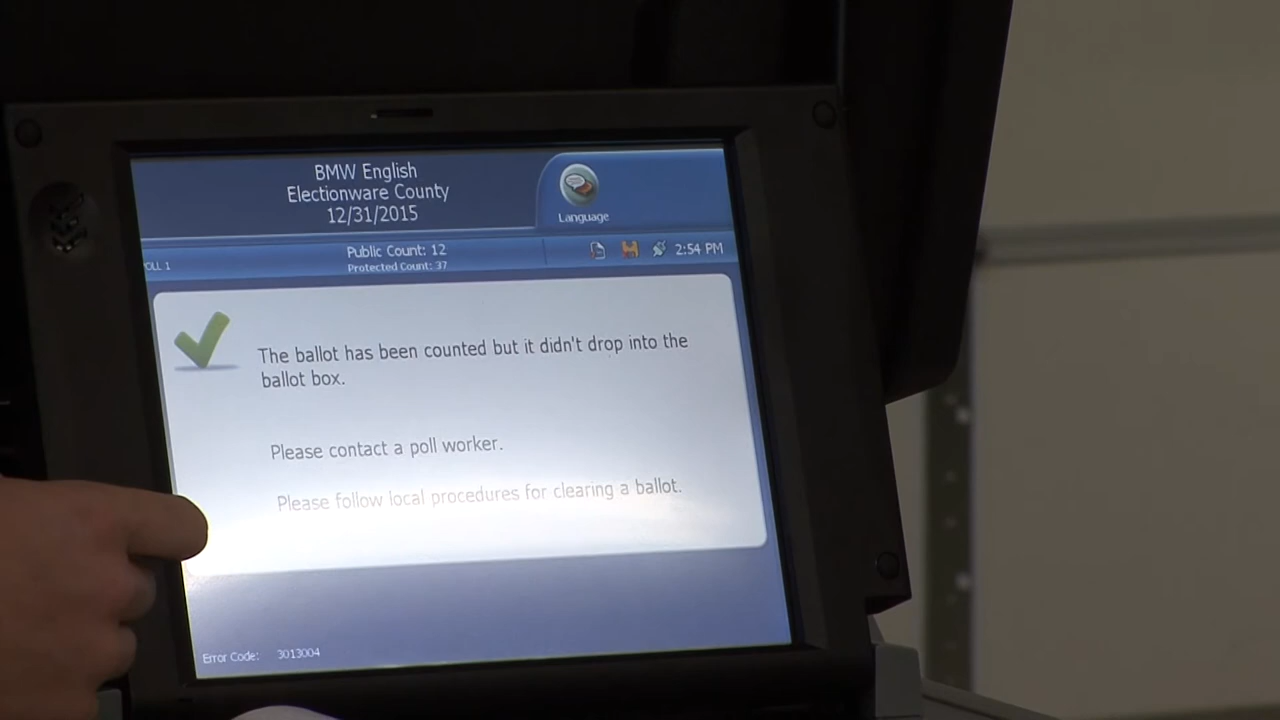 BMW English
Electionware County
12/31/2015
Language
OLL 1
Public Count: 12
2:54 PM
Protected Count: 37
The ballot has been counted but it didn't drop into the
ballot box.
Please contact a poll worker.
Please follow local procedures for clearing a ballot.
Error Code: 3013004